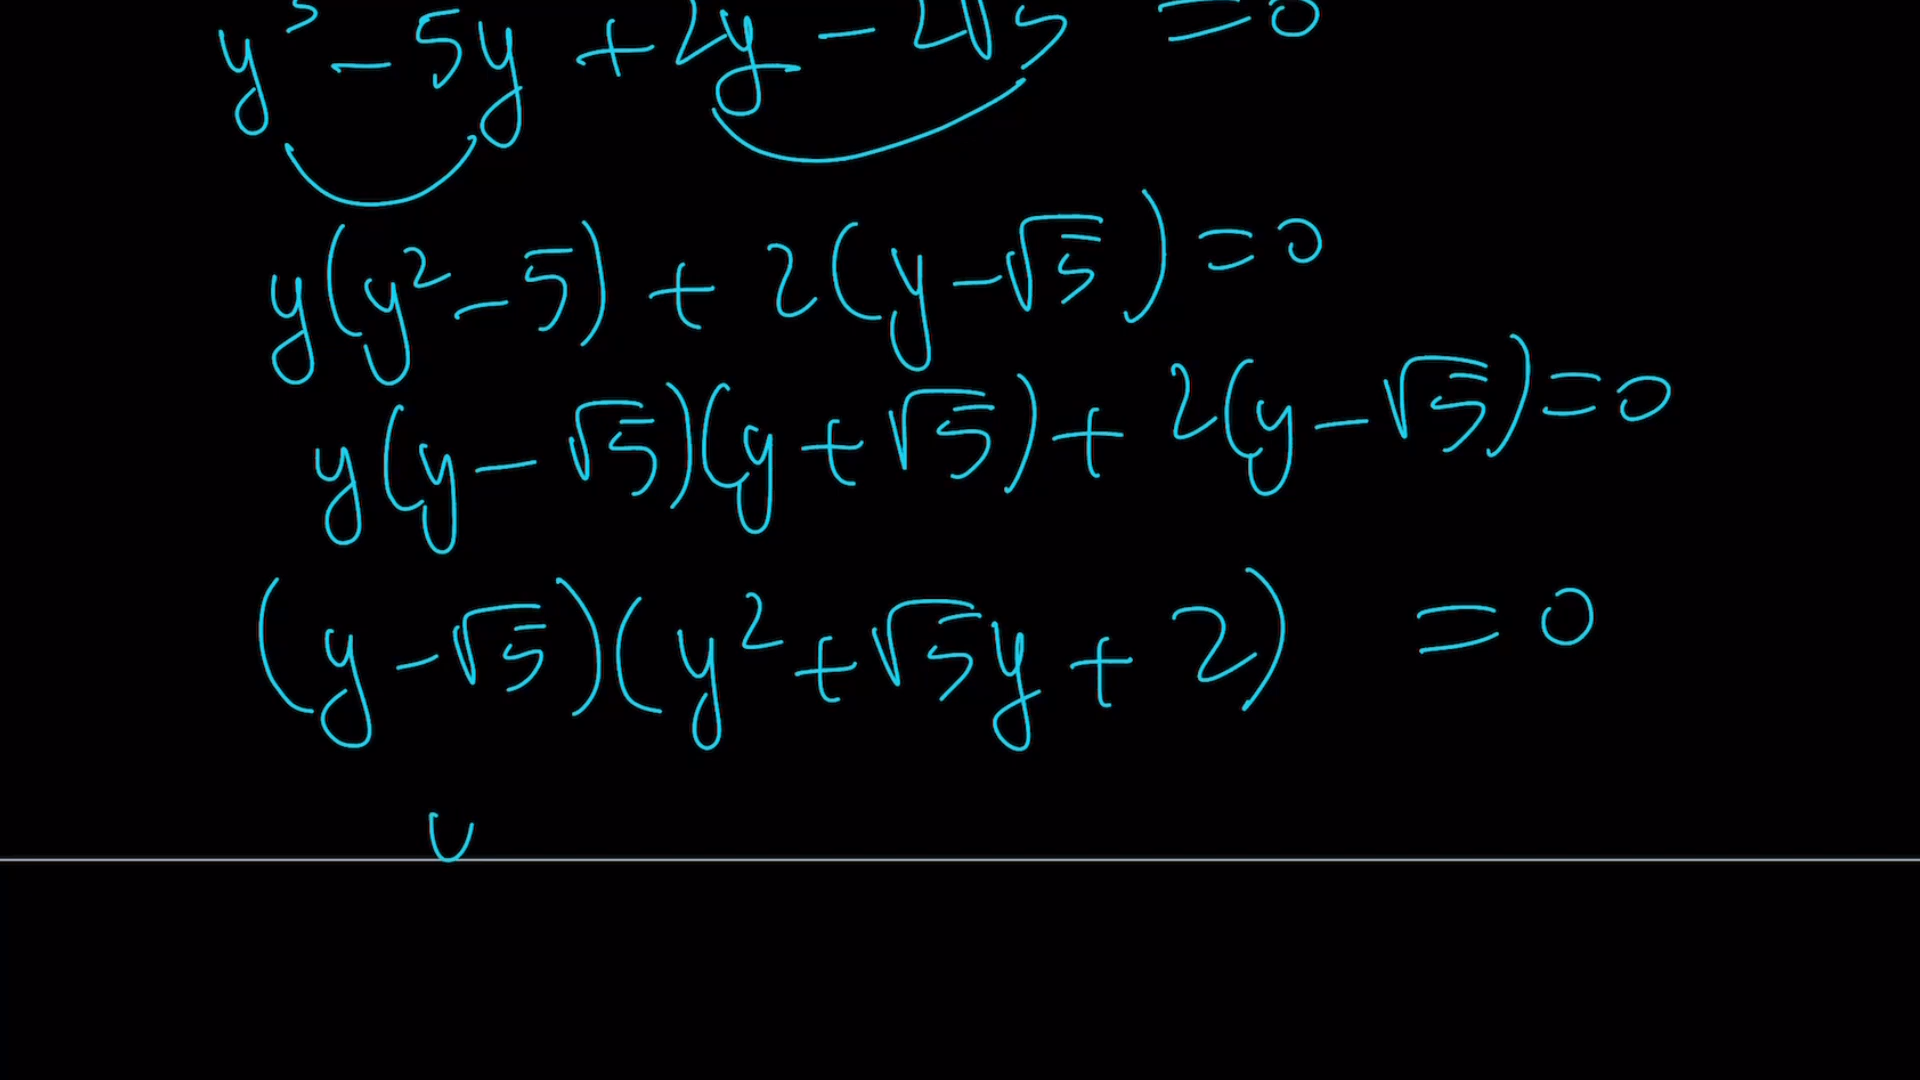 y³ - 5y + 2y - 2√5 = 0
y(y² - 5) + 2(y - √5) = 0
y(y - √5)(y + √5) + 2(y - √5) = 0
(y - √5)(y² + √5y + 2) = 0